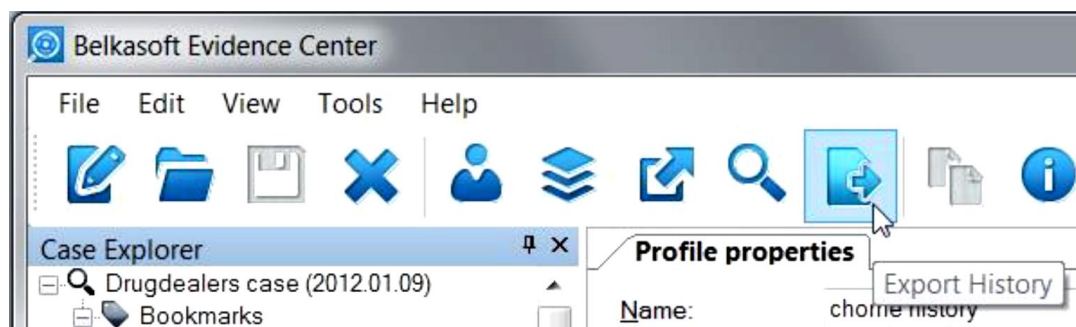 Belkasoft Evidence Center
File Edit View Tools Help
Case Explorer
Profile properties
Export History
Drugdealers case (2012.01.09)
Bookmarks
Name: chorne history